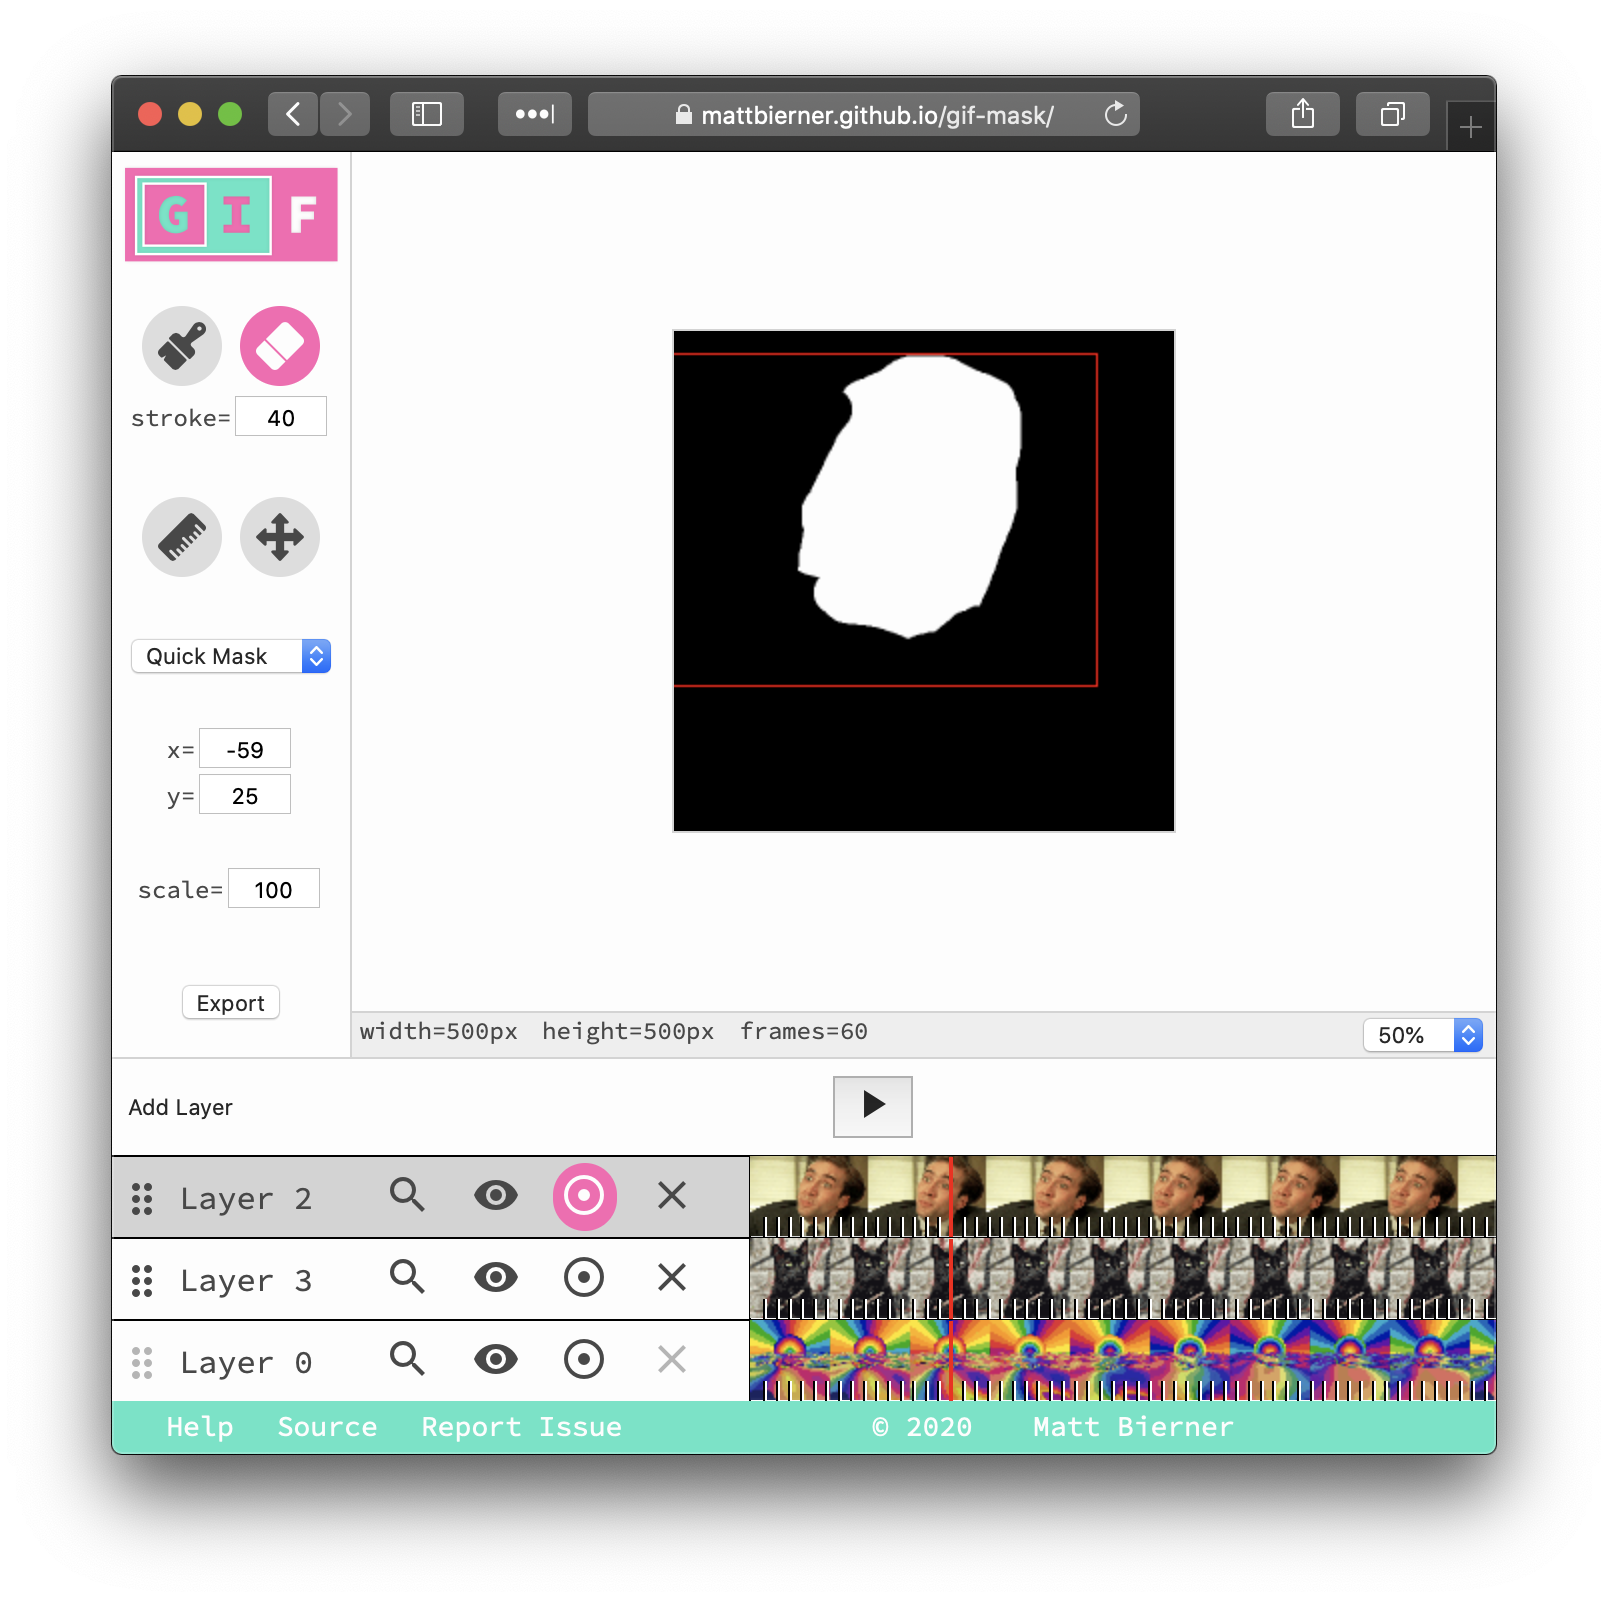 mattbierner.github.io/gif-mask/
G I F
stroke= 40
Quick Mask
x= -59
y= 25
scale= 100
Export
width=500px height=500px frames=60
50%
Add Layer
Layer 2
Layer 3
Layer 0
Help Source Report Issue © 2020 Matt Bierner